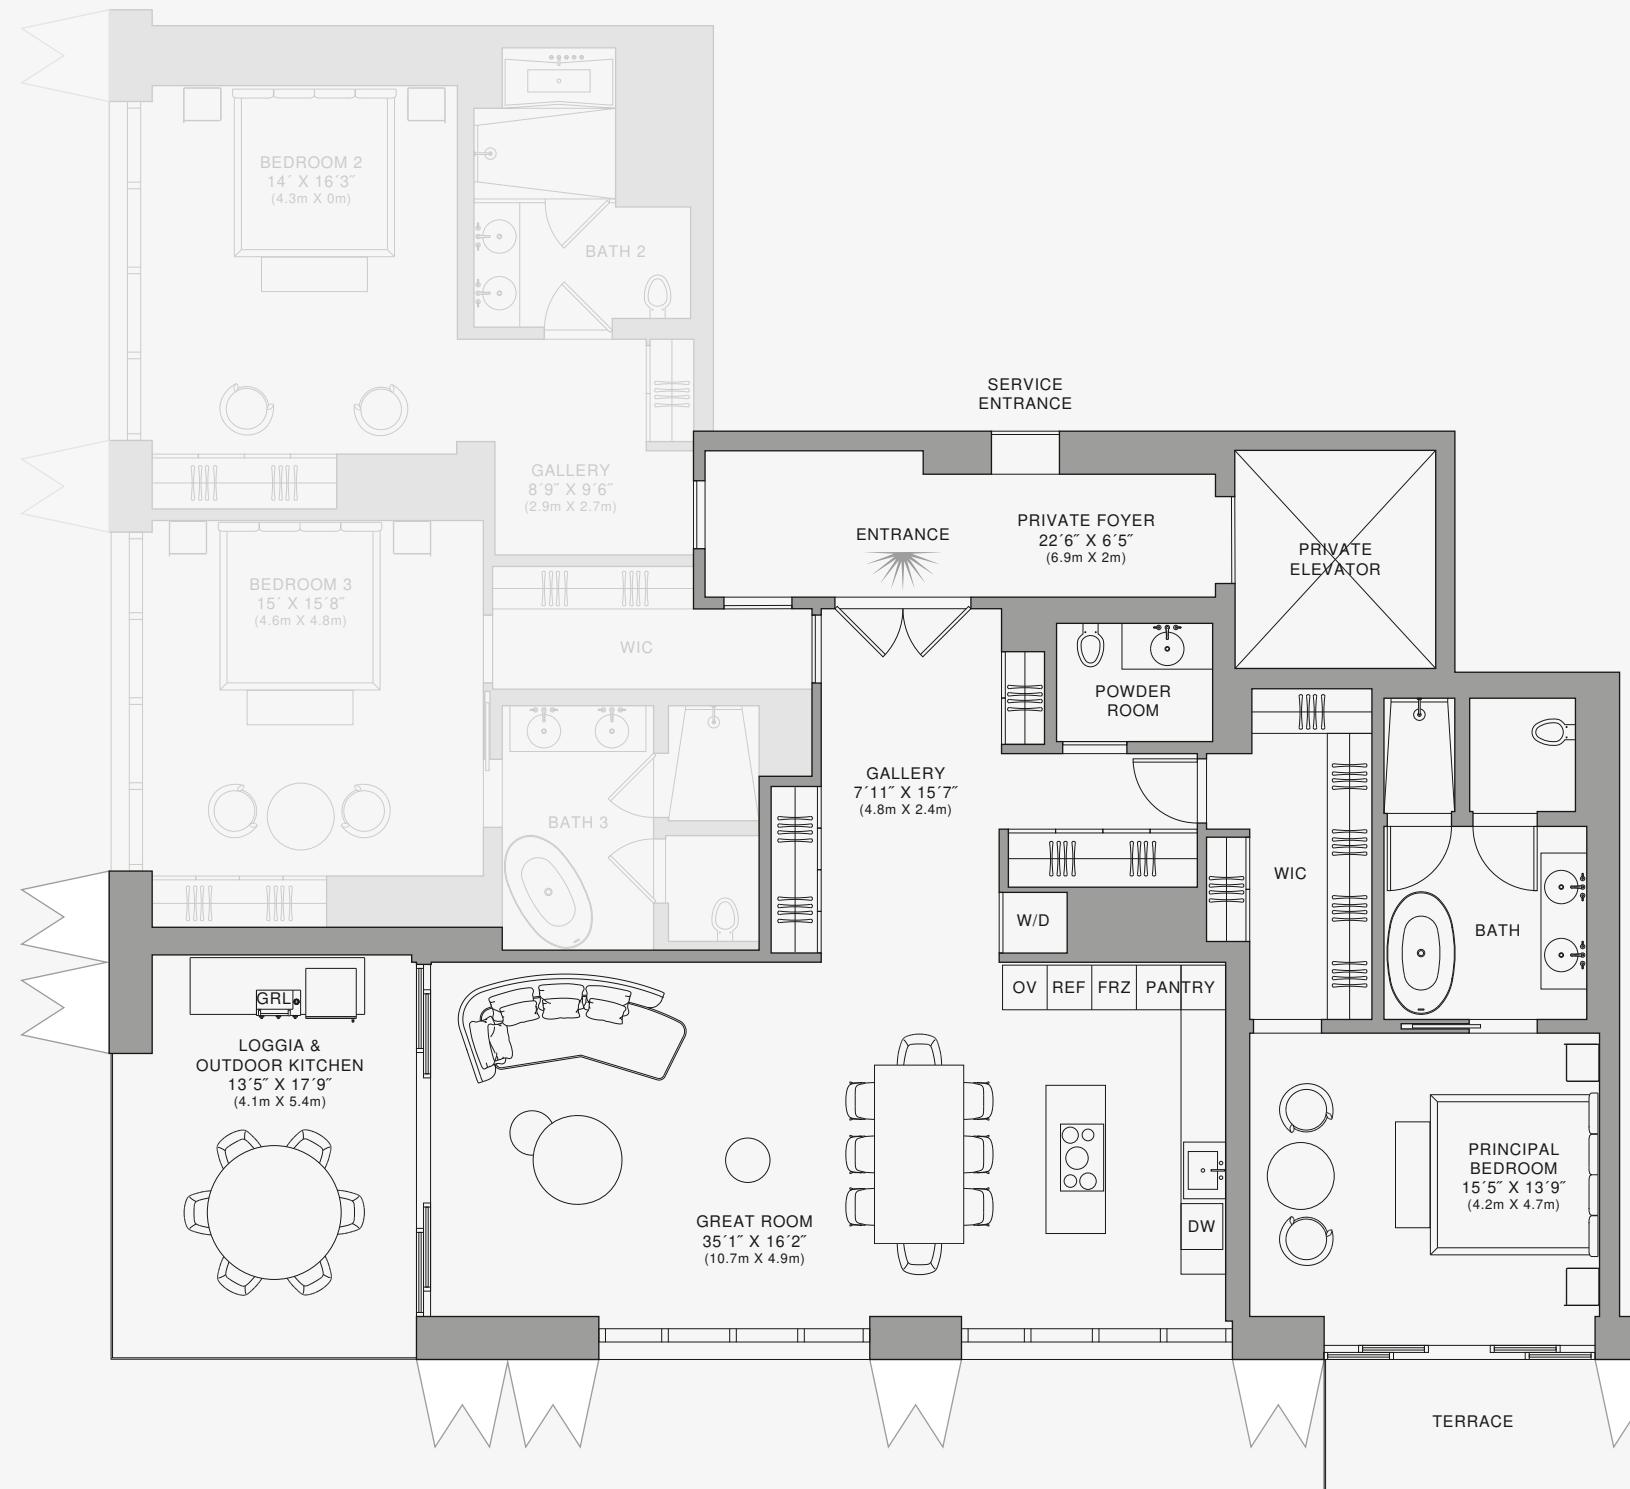 BEDROOM 2
14´ X 16´3˝
(4.3m X 0m)
BATH 2
SERVICE
ENTRANCE
GALLERY
8´9˝ X 9´6˝
(2.9m X 2.7m)
ENTRANCE
PRIVATE FOYER
22´6˝ X 6´5˝
(6.9m X 2m)
PRIVATE
ELEVATOR
BEDROOM 3
15´ X 15´8˝
(4.6m X 4.8m)
WIC
POWDER
ROOM
GALLERY
7´11˝ X 15´7˝
(4.8m X 2.4m)
BATH 3
WIC
W/D
BATH
OV
REF
FRZ
PANTRY
GRL
LOGGIA &
OUTDOOR KITCHEN
13´5˝ X 17´9˝
(4.1m X 5.4m)
PRINCIPAL
BEDROOM
15´5˝ X 13´9˝
(4.2m X 4.7m)
GREAT ROOM
35´1˝ X 16´2˝
(10.7m X 4.9m)
DW
TERRACE